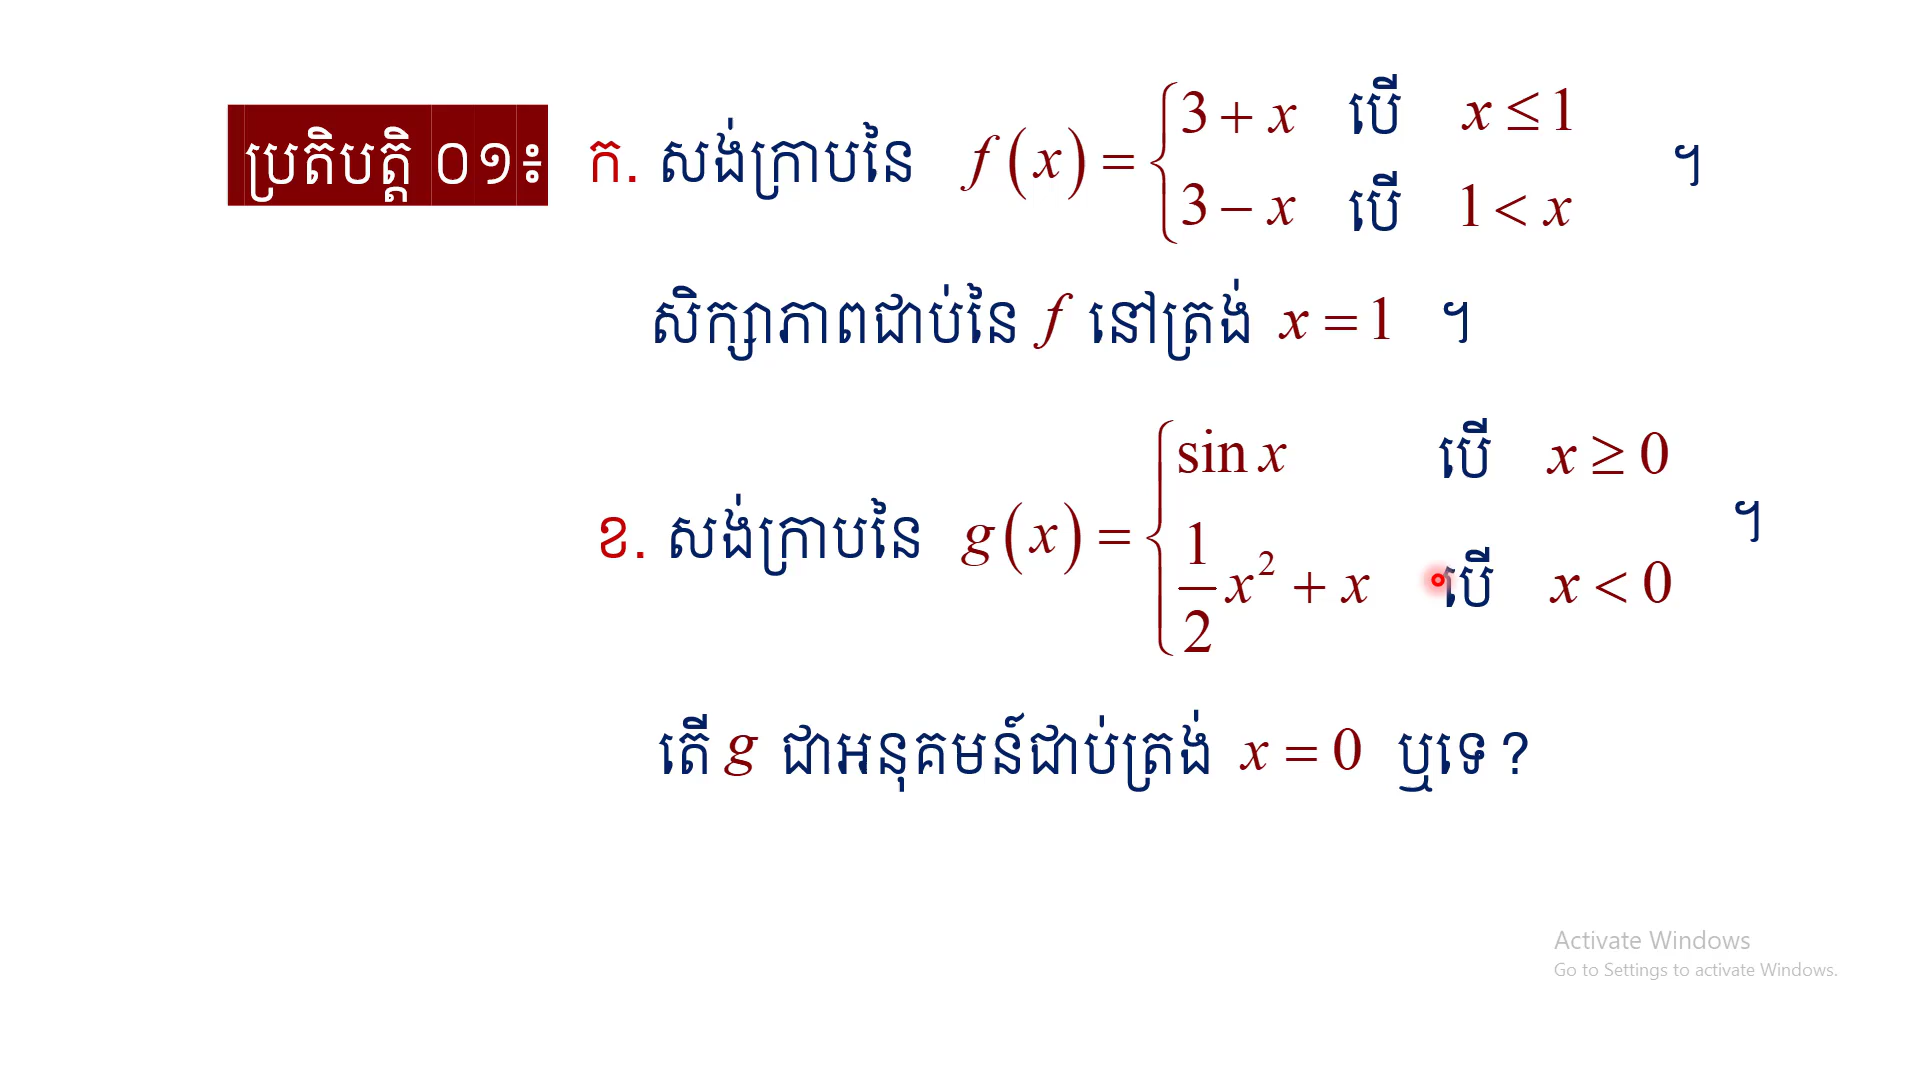 ប្រតិបត្តិ ០១៖ ក. សង់ក្រាបនៃ f(x) = { 3 + x បើ x ≤ 1 ។
3 − x បើ 1 < x
សិក្សាភាពជាប់នៃ f នៅត្រង់ x = 1 ។
ខ. សង់ក្រាបនៃ g(x) = { sin x បើ x ≥ 0 ។
1/2 x² + x បើ x < 0
តើ g ជាអនុគមន៍ជាប់ត្រង់ x = 0 ឬទេ ?
Activate Windows
Go to Settings to activate Windows.